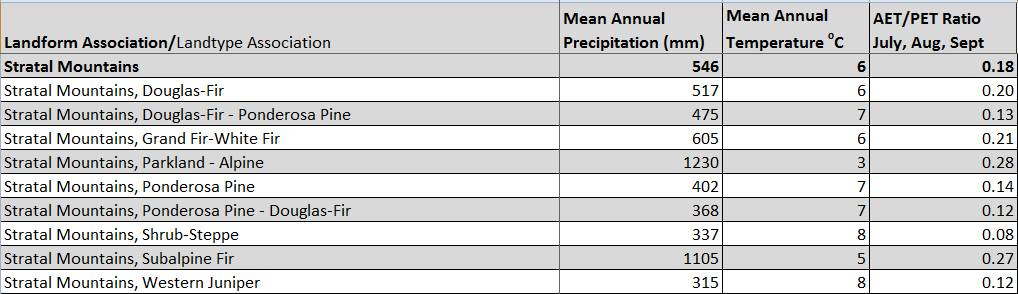 Landform Association/Landtype Association Mean Annual Precipitation (mm) Mean Annual Temperature °C AET/PET Ratio July, Aug, Sept
Stratal Mountains 546 6 0.18
Stratal Mountains, Douglas-Fir 517 6 0.20
Stratal Mountains, Douglas-Fir - Ponderosa Pine 475 7 0.13
Stratal Mountains, Grand Fir-White Fir 605 6 0.21
Stratal Mountains, Parkland - Alpine 1230 3 0.28
Stratal Mountains, Ponderosa Pine 402 7 0.14
Stratal Mountains, Ponderosa Pine - Douglas-Fir 368 7 0.12
Stratal Mountains, Shrub-Steppe 337 8 0.08
Stratal Mountains, Subalpine Fir 1105 5 0.27
Stratal Mountains, Western Juniper 315 8 0.12